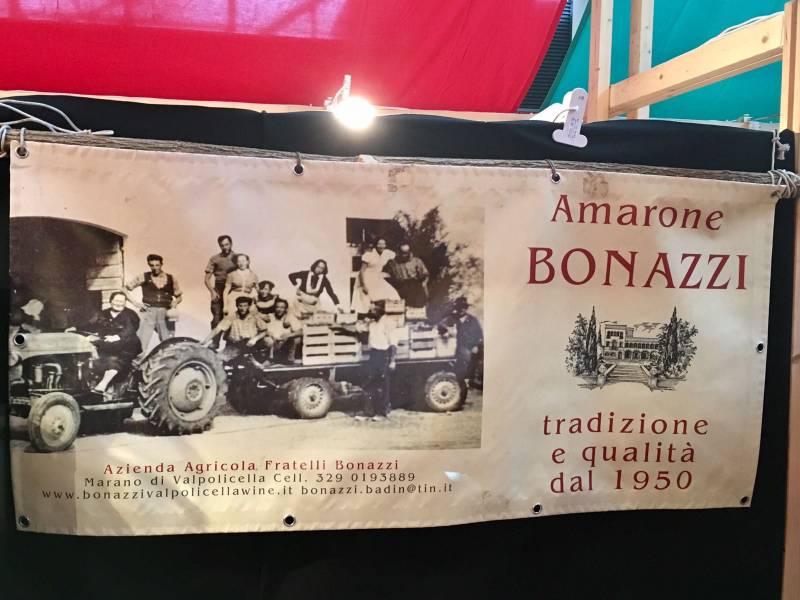 Amarone
BONAZZI
tradizione
e qualità
dal 1950
Azienda Agricola Fratelli Bonazzi
Marano di Valpolicella Cell. 329 0193889
www.bonazzivalpolicellawine.it bonazzi.badin@tin.it